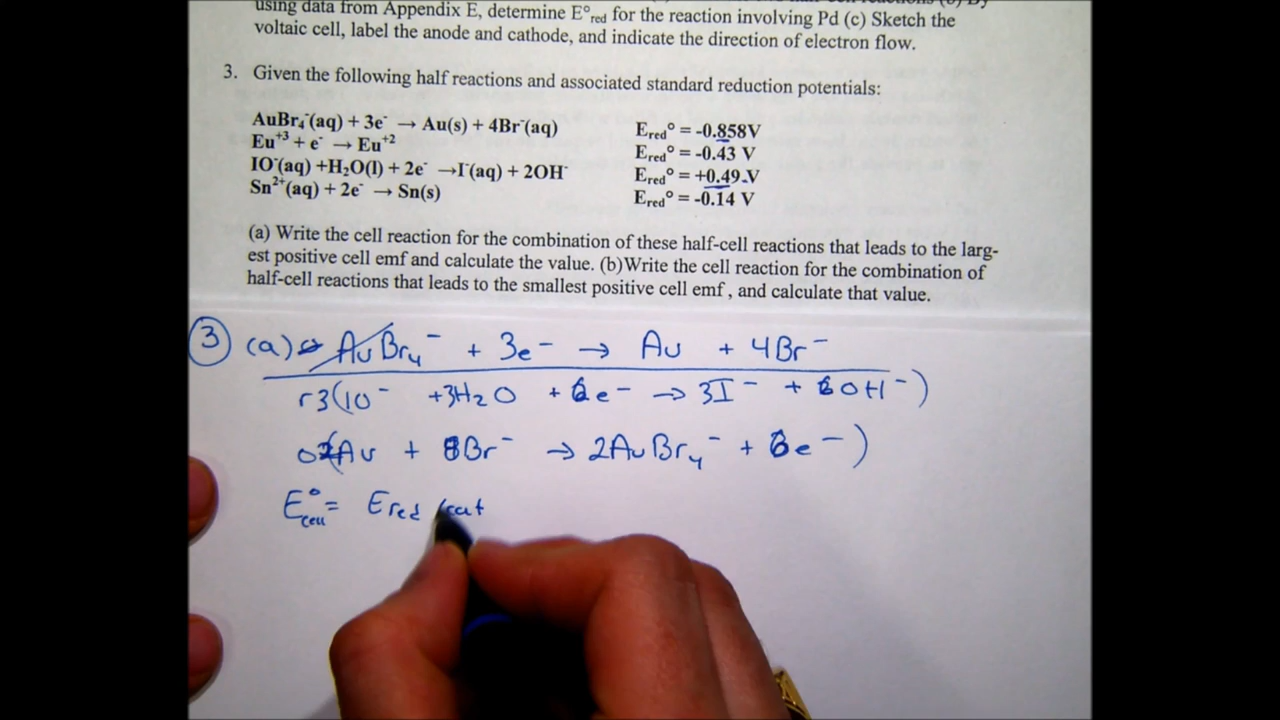 using data from Appendix E, determine E°red for the reaction involving Pd (c) Sketch the
voltaic cell, label the anode and cathode, and indicate the direction of electron flow.
3. Given the following half reactions and associated standard reduction potentials:
AuBr₄⁻(aq) + 3e⁻ → Au(s) + 4Br⁻(aq) Ered° = -0.858V
Eu⁺³ + e⁻ → Eu⁺² Ered° = -0.43 V
IO⁻(aq) +H₂O(l) + 2e⁻ →I⁻(aq) + 2OH⁻ Ered° = +0.49 V
Sn²⁺(aq) + 2e⁻ → Sn(s) Ered° = -0.14 V
(a) Write the cell reaction for the combination of these half-cell reactions that leads to the larg-
est positive cell emf and calculate the value. (b)Write the cell reaction for the combination of
half-cell reactions that leads to the smallest positive cell emf , and calculate that value.
3 (a) AuBr₄⁻ + 3e⁻ → Au + 4Br⁻
r 3(IO⁻ +3H₂O + 6e⁻ → 3I⁻ + 6OH⁻)
o 2(Au + 8Br⁻ → 2AuBr₄⁻ + 6e⁻)
E°cell = Ered cat